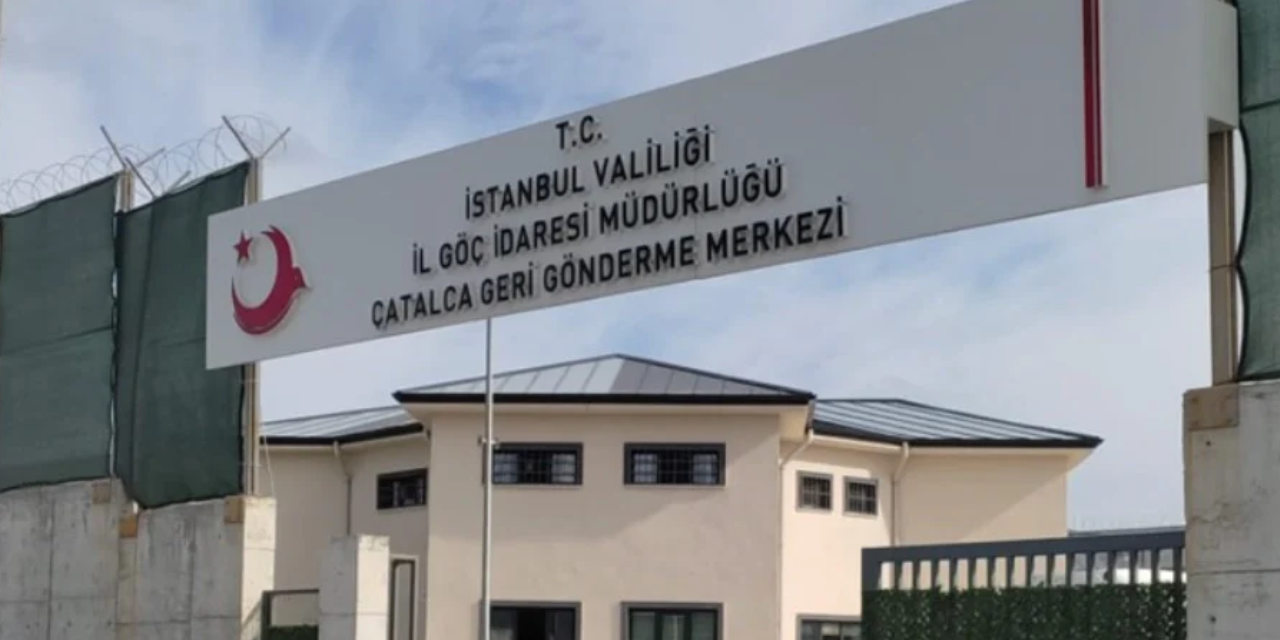 T.C.
İSTANBUL VALİLİĞİ
İL GÖÇ İDARESİ MÜDÜRLÜĞÜ
ÇATALCA GERİ GÖNDERME MERKEZİ